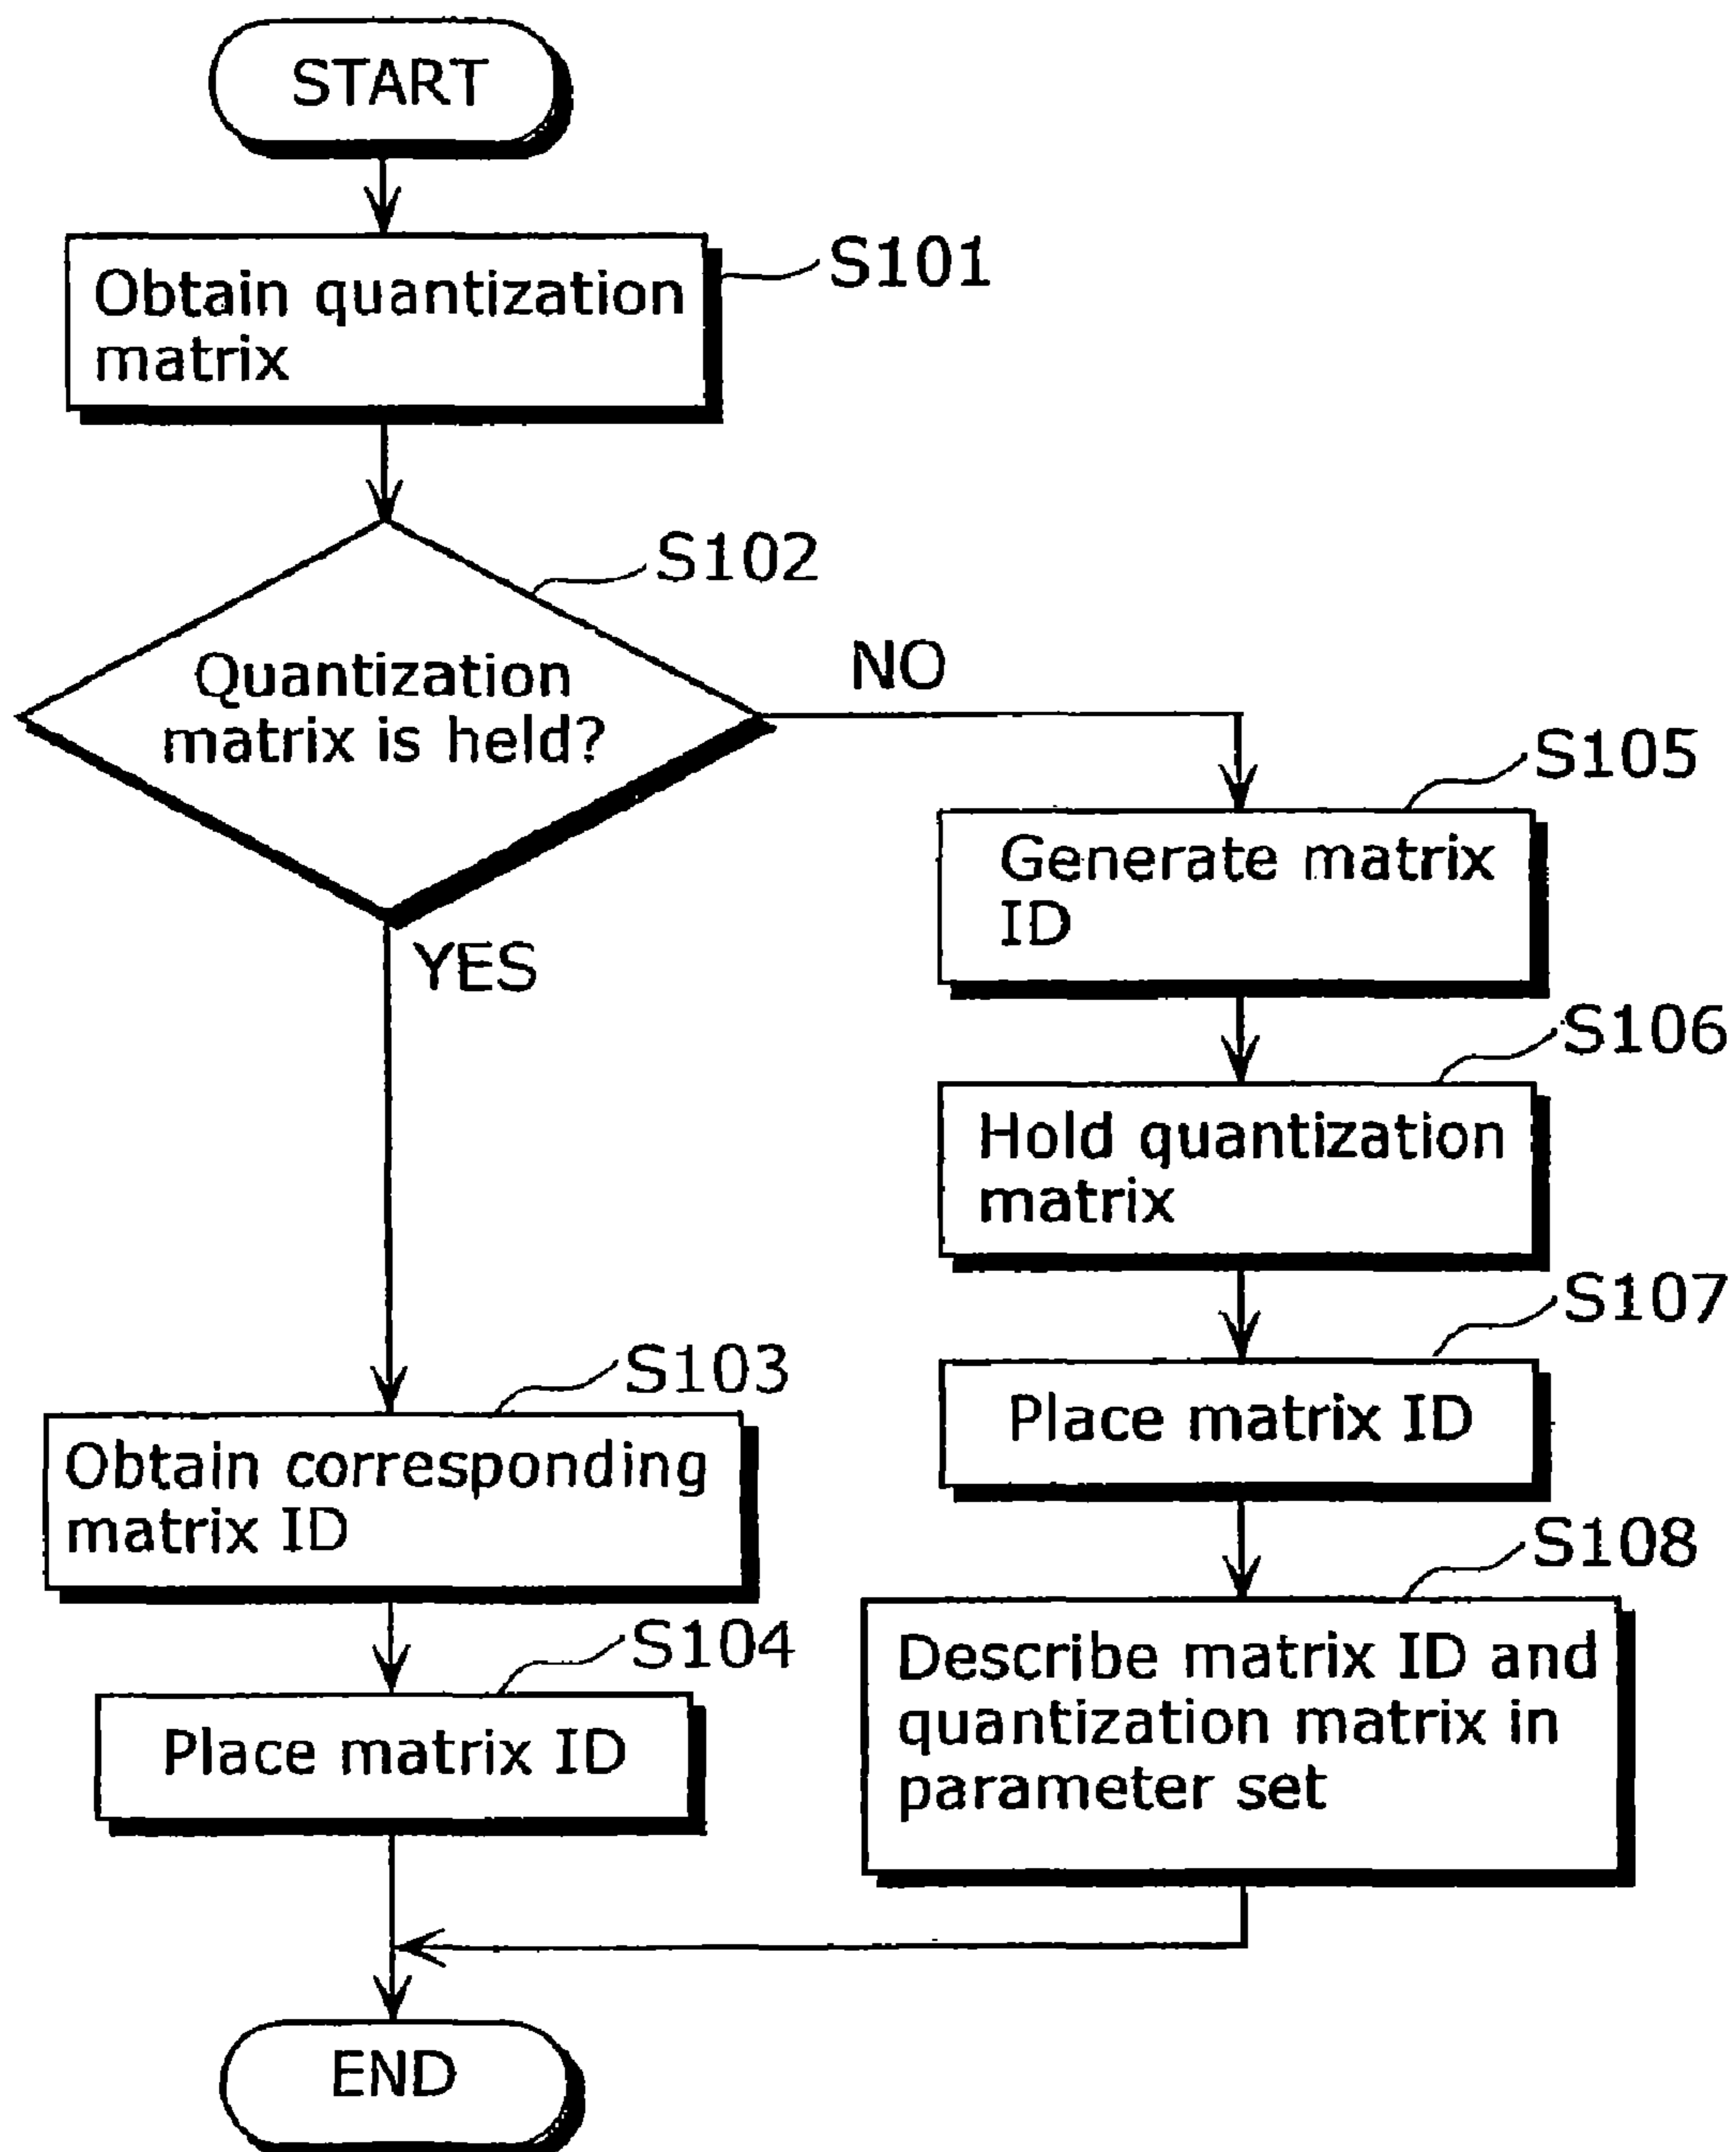 START
S101
Obtain quantization
matrix
S102
Quantization
matrix is held?
NO
YES
S105
Generate matrix
ID
S106
Hold quantization
matrix
S107
Place matrix ID
S108
Describe matrix ID and
quantization matrix in
parameter set
S103
Obtain corresponding
matrix ID
S104
Place matrix ID
END